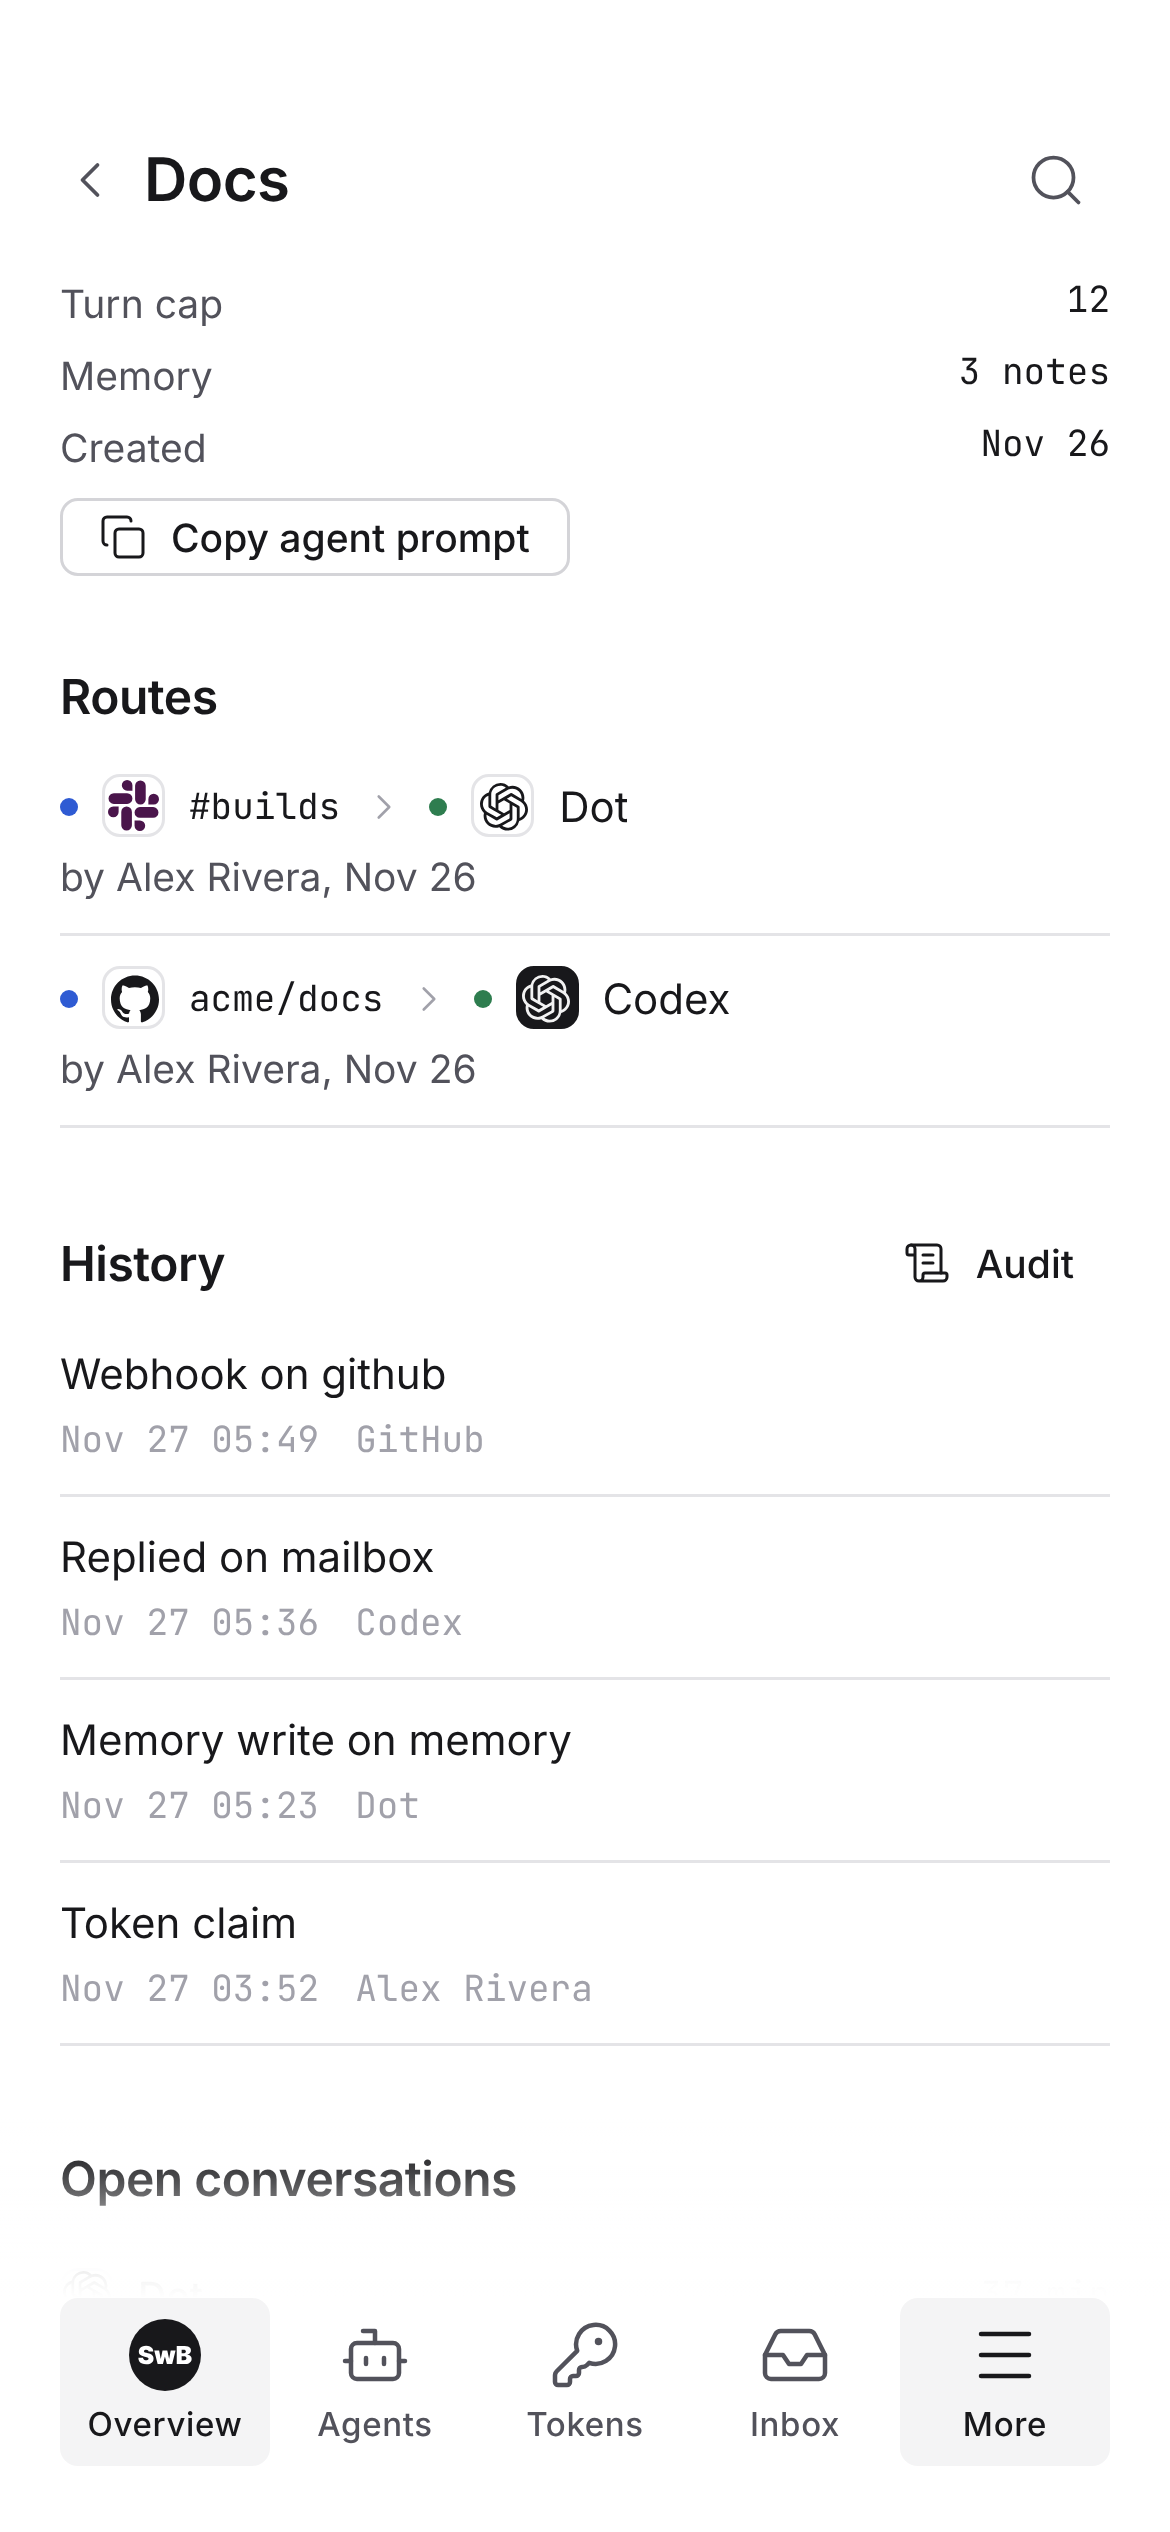 Docs
Turn cap 12
Memory 3 notes
Created Nov 26
Copy agent prompt
Routes
#builds Dot
by Alex Rivera, Nov 26
acme/docs Codex
by Alex Rivera, Nov 26
History Audit
Webhook on github
Nov 27 05:49 GitHub
Replied on mailbox
Nov 27 05:36 Codex
Memory write on memory
Nov 27 05:23 Dot
Token claim
Nov 27 03:52 Alex Rivera
Open conversations
SwB
Overview Agents Tokens Inbox More